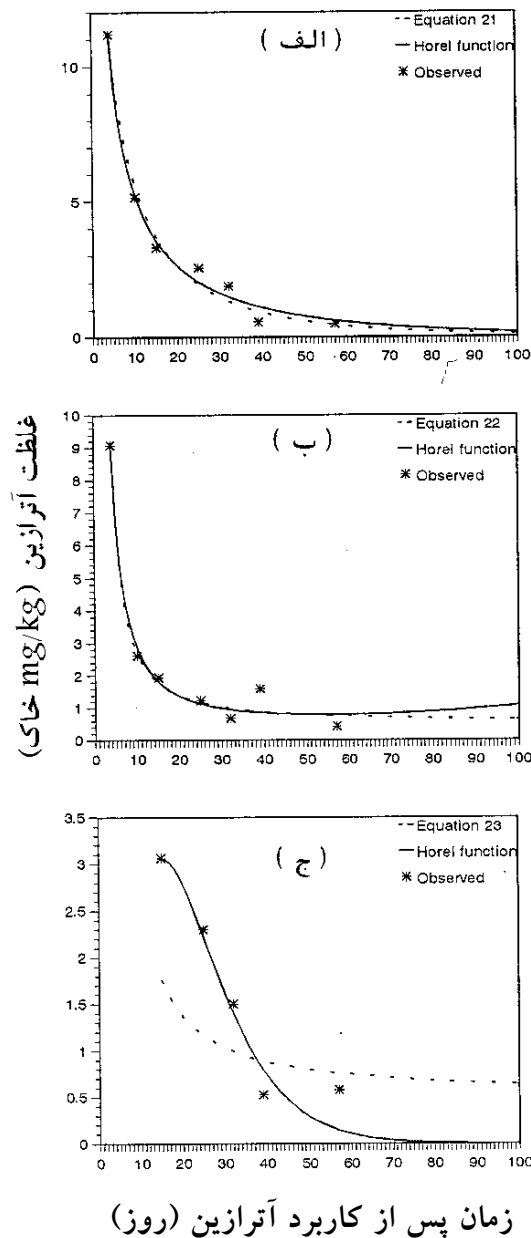 ( الف )
--- Equation 21
— Horel function
* Observed
10
5
0
0 10 20 30 40 50 60 70 80 90 100
( ب )
--- Equation 22
— Horel function
* Observed
10
9
8
7
6
5
4
3
2
1
0
0 10 20 30 40 50 60 70 80 90 100
( ج )
--- Equation 23
— Horel function
* Observed
3.5
3
2.5
2
1.5
1
0.5
0
0 10 20 30 40 50 60 70 80 90 100
غلظت آترازین (mg/kg خاک)
زمان پس از کاربرد آترازین (روز)